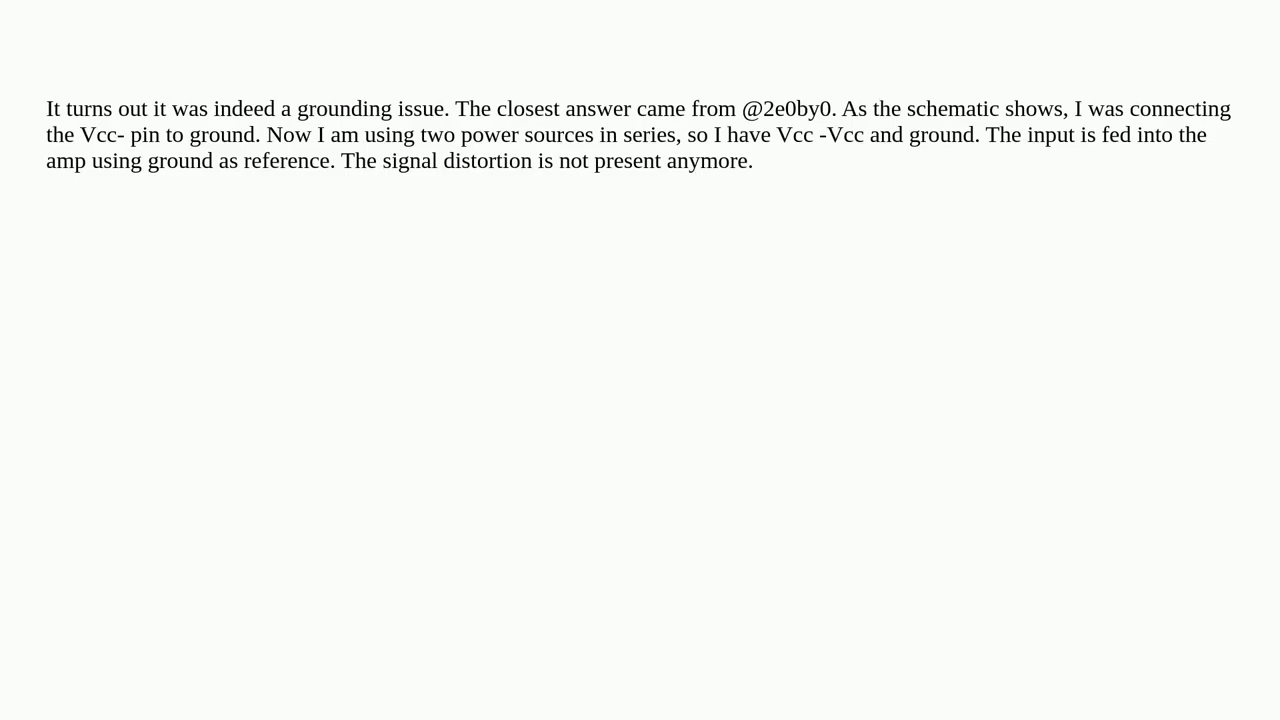 It turns out it was indeed a grounding issue. The closest answer came from @2e0by0. As the schematic shows, I was connecting
the Vcc- pin to ground. Now I am using two power sources in series, so I have Vcc -Vcc and ground. The input is fed into the
amp using ground as reference. The signal distortion is not present anymore.